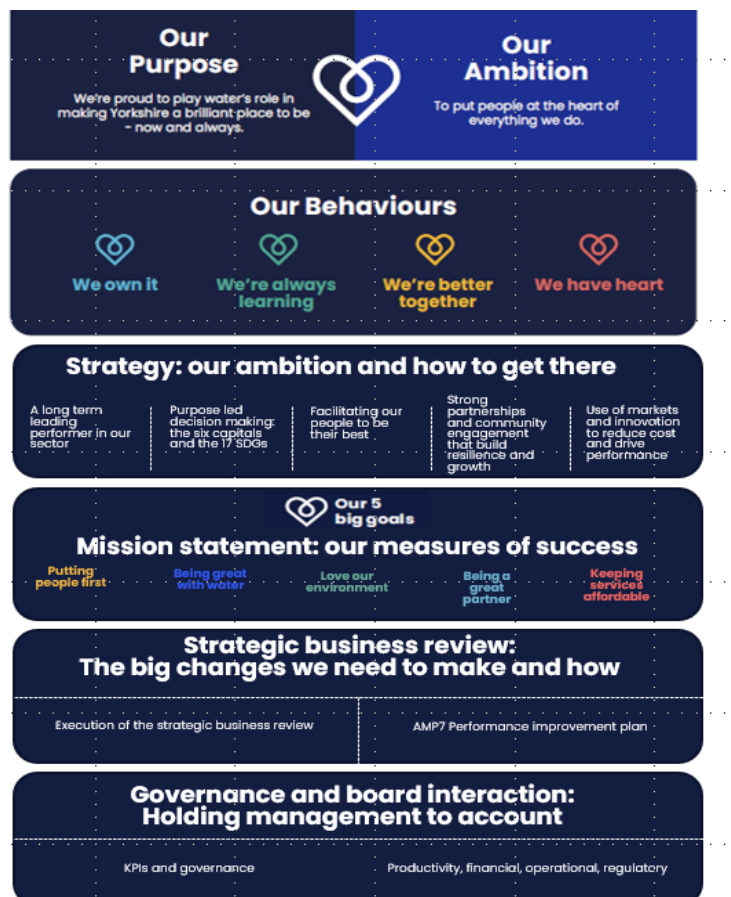 Our
Purpose
We're proud to play water's role in
making Yorkshire a brilliant place to be
- now and always.
Our
Ambition
To put people at the heart of
everything we do.
Our Behaviours
We own it
We're always
learning
We're better
together
We have heart
Strategy: our ambition and how to get there
A long term
leading
performer in our
sector
Purpose led
decision making:
the six capitals
and the 17 SDGs
Facilitating our
people to be
their best
Strong
partnerships
and community
engagement
that build
resilience and
growth
Use of markets
and innovation
to reduce cost
and drive
performance
Our 5
big goals
Mission statement: our measures of success
Putting
people first
Being great
with water
Love our
environment
Being a
great
partner
Keeping
services
affordable
Strategic business review:
The big changes we need to make and how
Execution of the strategic business review
AMP7 Performance improvement plan
Governance and board interaction:
Holding management to account
KPIs and governance
Productivity, financial, operational, regulatory